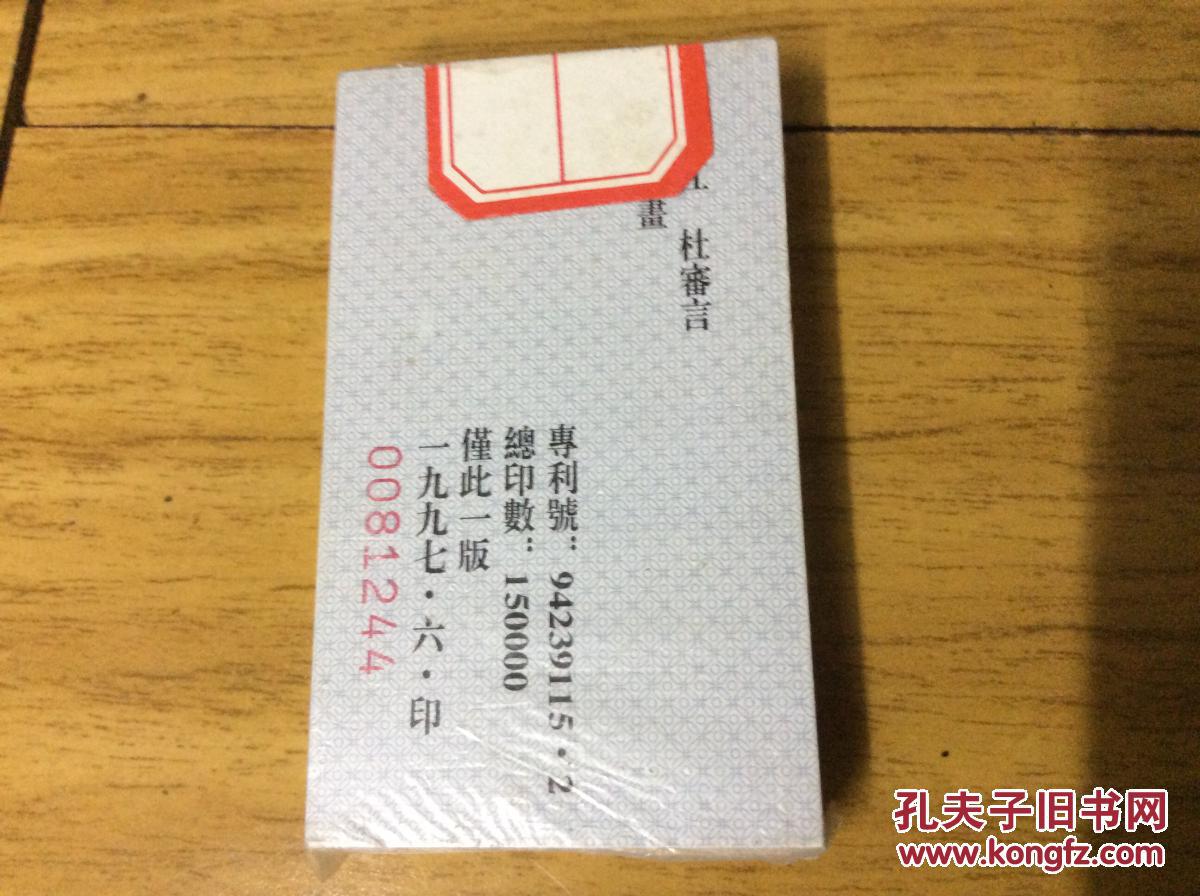 杜審言
畫
專利號：94239115·2
總印數：150000
僅此一版
一九九七·六·印
0081244
孔夫子旧书网
www.kongfz.com